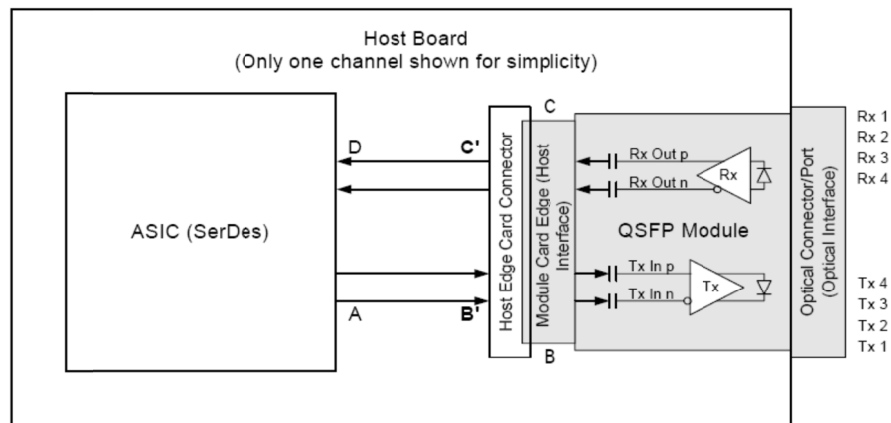 Host Board
(Only one channel shown for simplicity)
C
Rx 1
Rx 2
Rx 3
Rx 4
D
C'
Rx Out p
Rx
Rx Out n
ASIC (SerDes)
Host Edge Card Connector
Module Card Edge (Host
Interface)
QSFP Module
Optical Connector/Port
(Optical Interface)
Tx In p
Tx
Tx In n
A
B'
B
Tx 4
Tx 3
Tx 2
Tx 1